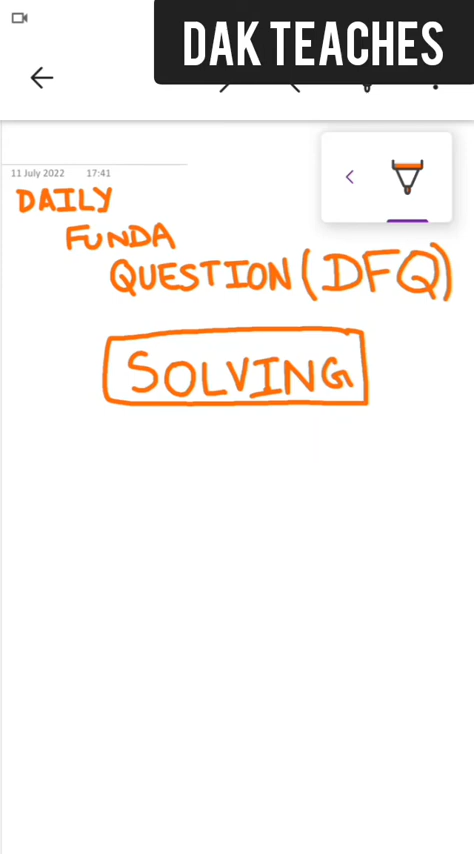 DAK TEACHES
11 July 2022 17:41
DAILY
FUNDA
QUESTION (DFQ)
SOLVING